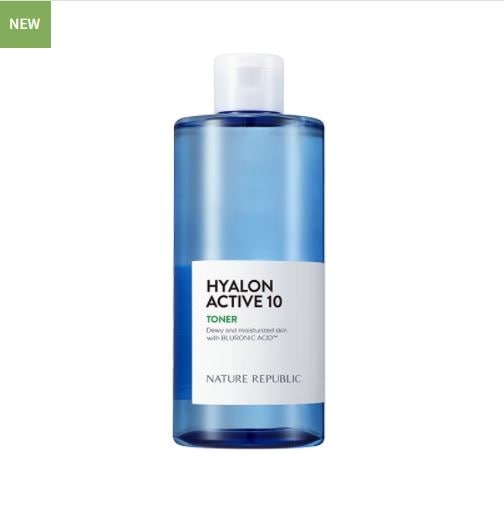 NEW
HYALON
ACTIVE 10
TONER
Dewy and moisturized skin
with BLURONIC ACID™
NATURE REPUBLIC